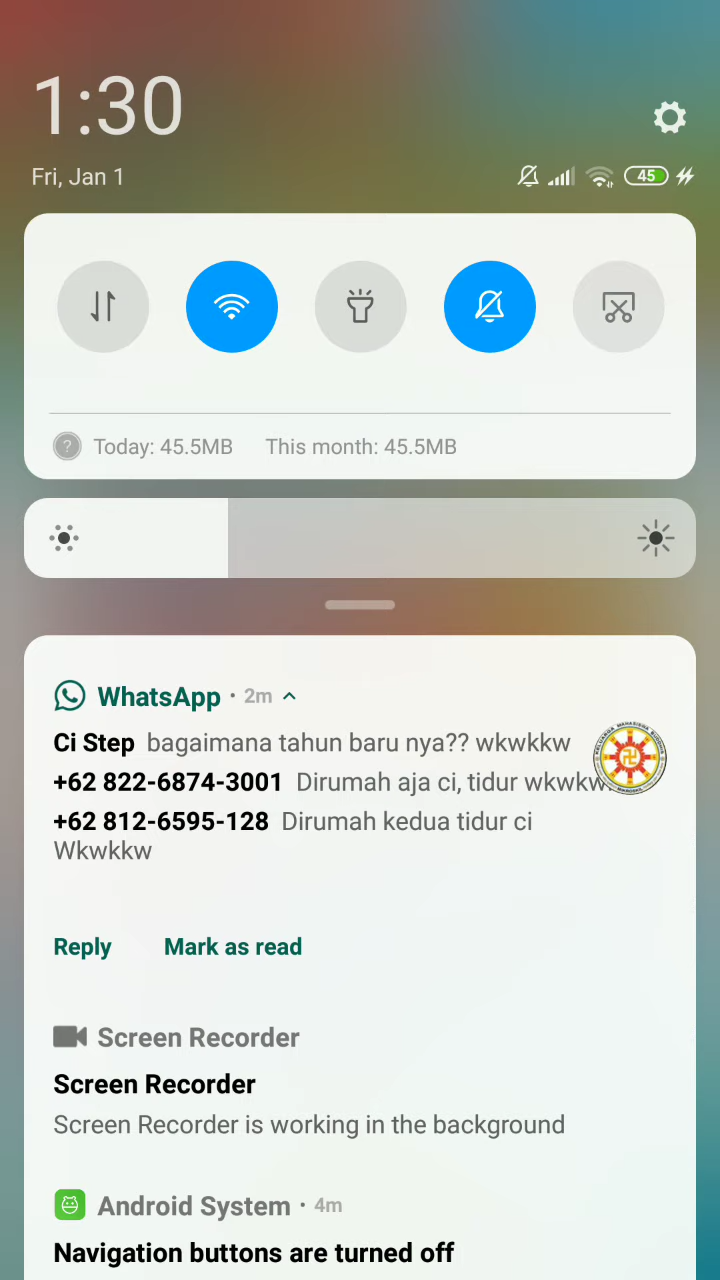 1:30
Fri, Jan 1
45
Today: 45.5MB This month: 45.5MB
WhatsApp • 2m
Ci Step bagaimana tahun baru nya?? wkwkkw
+62 822-6874-3001 Dirumah aja ci, tidur wkwkw
+62 812-6595-128 Dirumah kedua tidur ci
Wkwkkw
KELUARGA MAHASISWA BUDDHIS
Reply Mark as read
Screen Recorder
Screen Recorder
Screen Recorder is working in the background
Android System • 4m
Navigation buttons are turned off